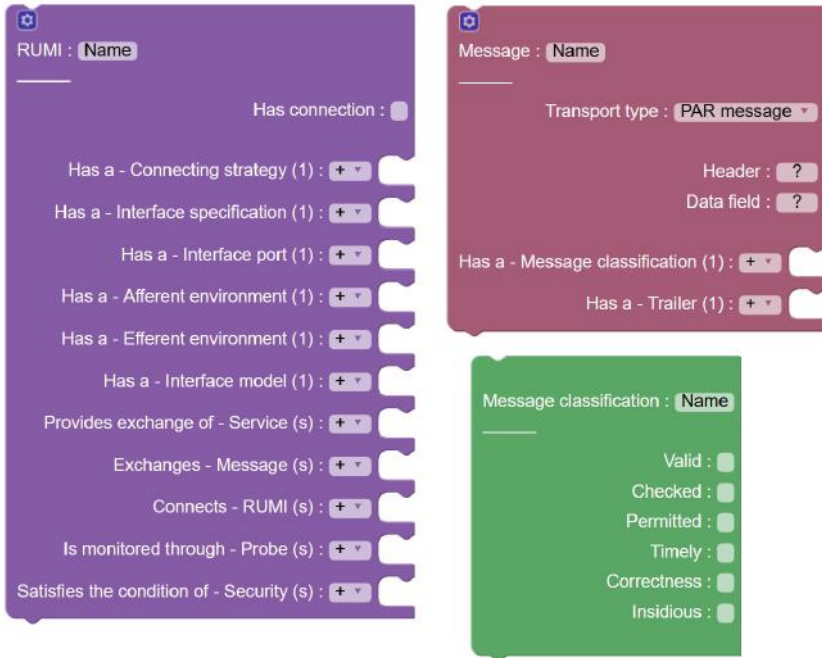 RUMI : Name
Has connection :
Has a - Connecting strategy (1) : +
Has a - Interface specification (1) : +
Has a - Interface port (1) : +
Has a - Afferent environment (1) : +
Has a - Efferent environment (1) : +
Has a - Interface model (1) : +
Provides exchange of - Service (s) : +
Exchanges - Message (s) : +
Connects - RUMI (s) : +
Is monitored through - Probe (s) : +
Satisfies the condition of - Security (s) : +
Message : Name
Transport type : PAR message
Header : ?
Data field : ?
Has a - Message classification (1) : +
Has a - Trailer (1) : +
Message classification : Name
Valid :
Checked :
Permitted :
Timely :
Correctness :
Insidious :